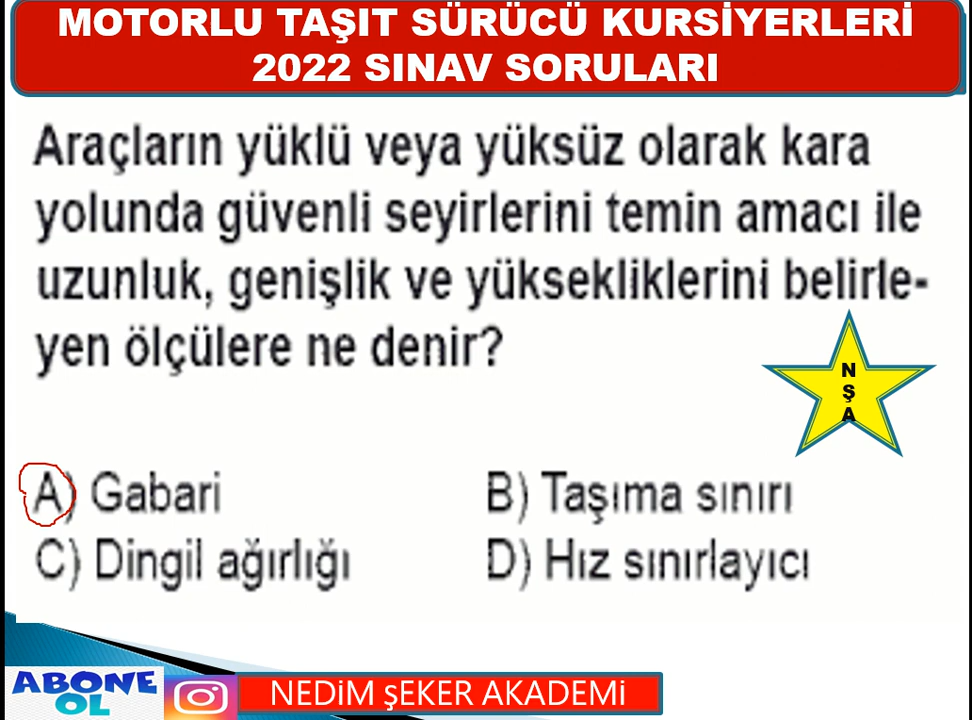 MOTORLU TAŞIT SÜRÜCÜ KURSİYERLERİ
2022 SINAV SORULARI
Araçların yüklü veya yüksüz olarak kara
yolunda güvenli seyirlerini temin amacı ile
uzunluk, genişlik ve yüksekliklerini belirle-
yen ölçülere ne denir?
N
Ş
A
A) Gabari
B) Taşıma sınırı
C) Dingil ağırlığı
D) Hız sınırlayıcı
ABONE
OL
NEDİM ŞEKER AKADEMİ